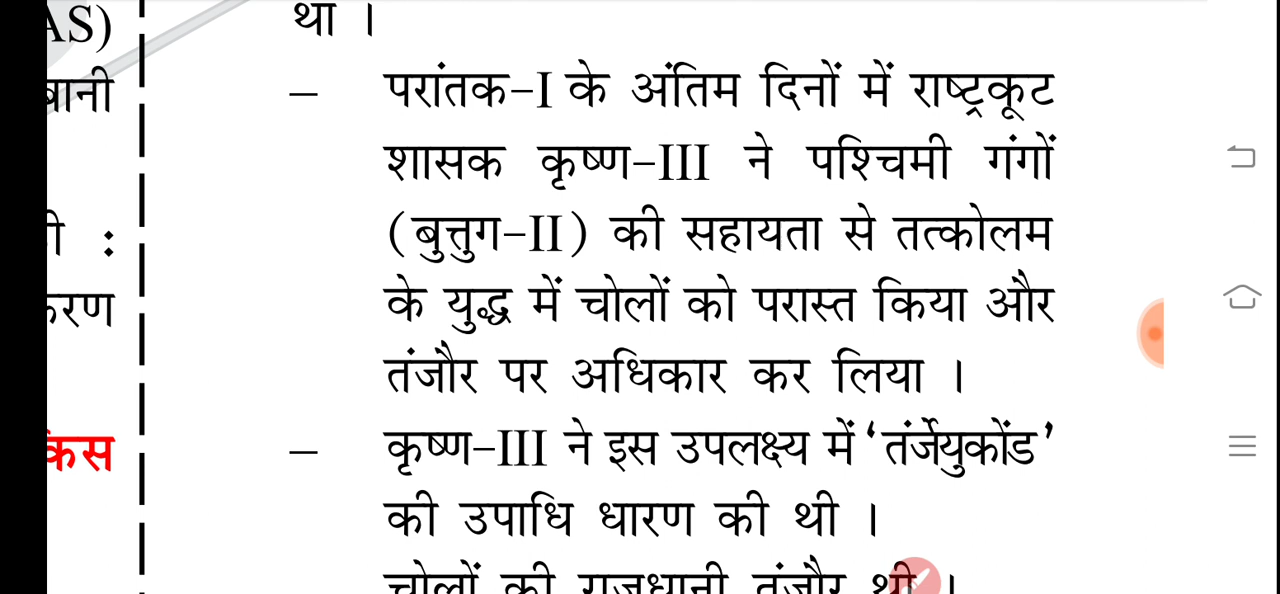 AS)
बानी
ी :
करण
किस
था ।
– परांतक–I के अंतिम दिनों में राष्ट्रकूट
शासक कृष्ण–III ने पश्चिमी गंगों
(बुत्तुग–II) की सहायता से तत्कोलम
के युद्ध में चोलों को परास्त किया और
तंजौर पर अधिकार कर लिया ।
– कृष्ण–III ने इस उपलक्ष्य में ‘तंर्जेयुकोंड’
की उपाधि धारण की थी ।
चोलों की राजधानी तंजौर थी ।